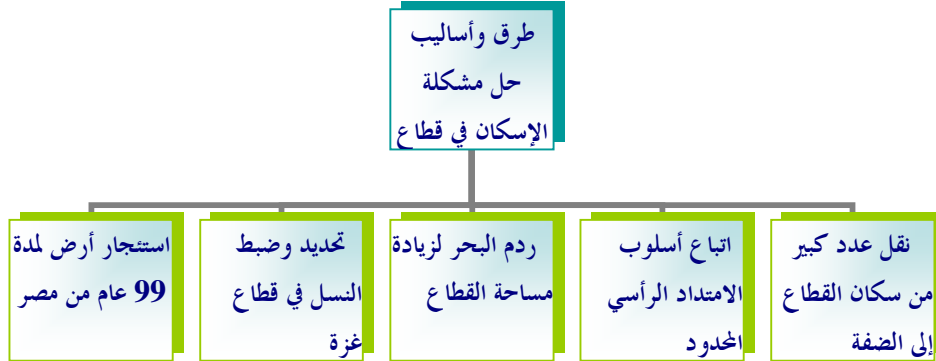 طرق وأساليب
حل مشكلة
الإسكان في قطاع
نقل عدد كبير
من سكان القطاع
إلى الضفة
اتباع أسلوب
الامتداد الرأسي
المحدود
ردم البحر لزيادة
مساحة القطاع
تحديد وضبط
النسل في قطاع
غزة
استئجار أرض لمدة
99 عام من مصر